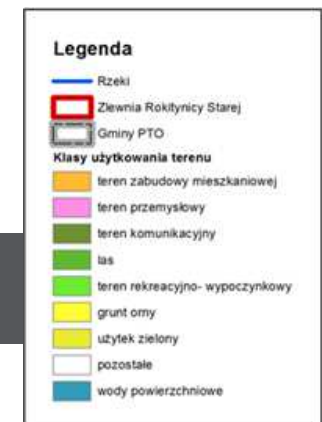 Legenda
Rzeki
Zlewnia Rokitynicy Starej
Gminy PTO
Klasy użytkowania terenu
teren zabudowy mieszkaniowej
teren przemysłowy
teren komunikacyjny
las
teren rekreacyjno- wypoczynkowy
grunt orny
użytek zielony
pozostałe
wody powierzchniowe